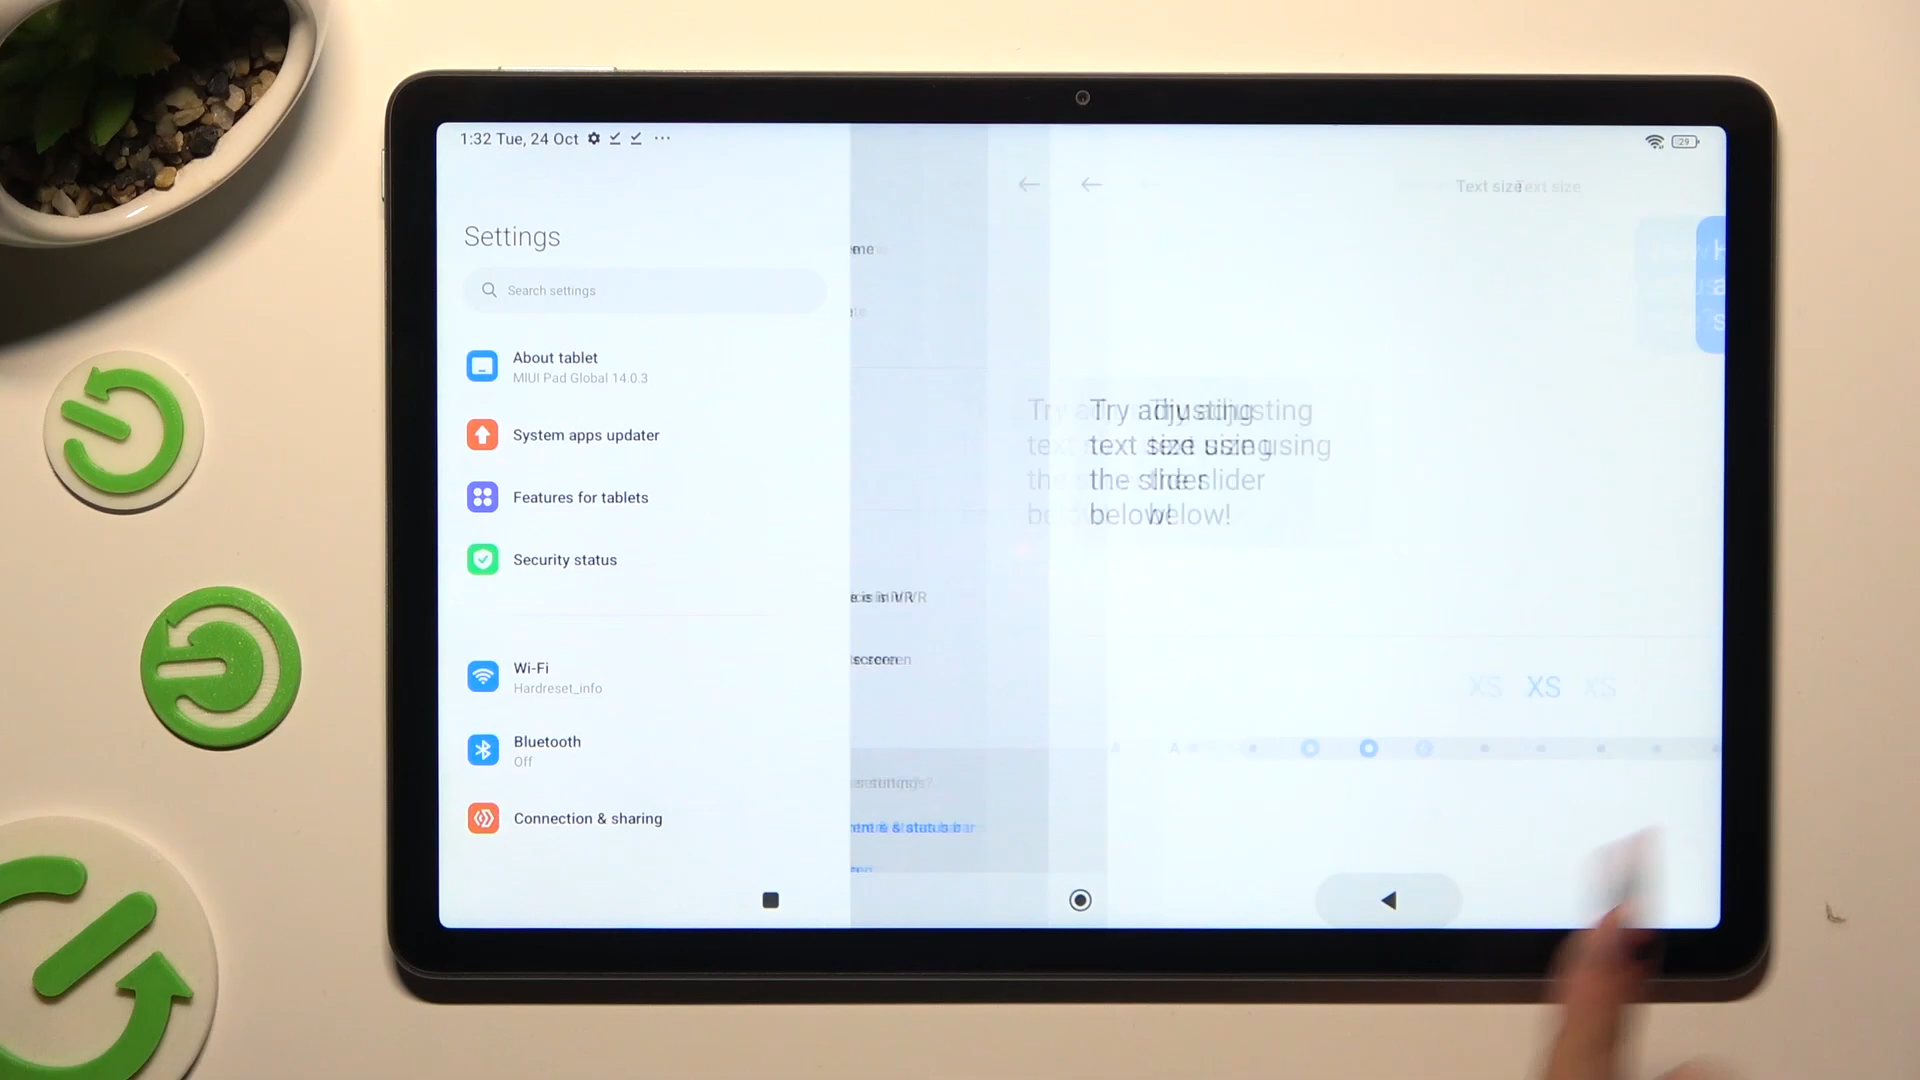 1:32 Tue, 24 Oct
29
Settings
Search settings
About tablet
MIUI Pad Global 14.0.3
System apps updater
Features for tablets
Security status
Wi-Fi
Hardreset_info
Bluetooth
Off
Connection & sharing
Text size
Try adjusting
text size using
the slider
below!
XS